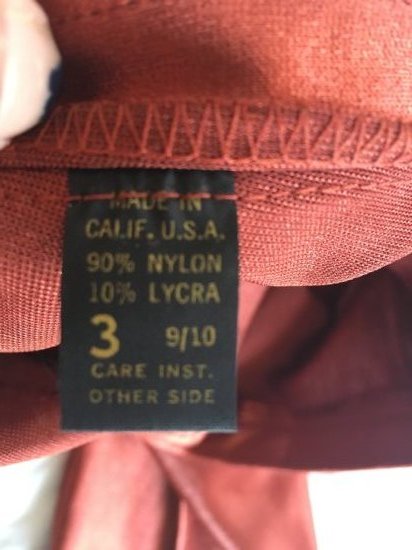 MADE IN
CALIF. U.S.A.
90% NYLON
10% LYCRA
3 9/10
CARE INST.
OTHER SIDE